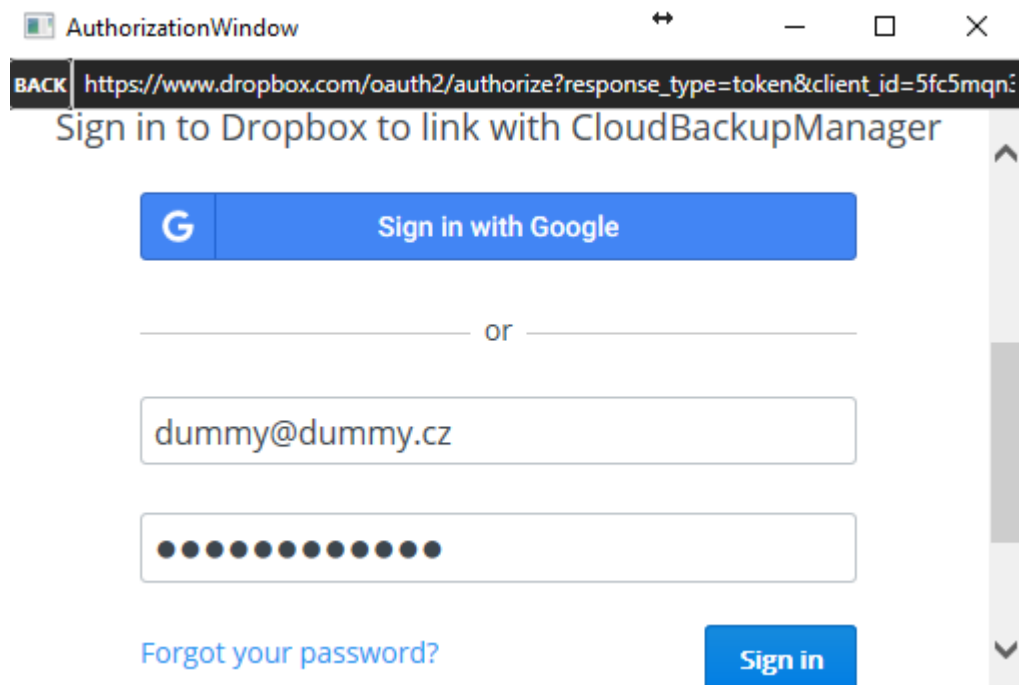 AuthorizationWindow
BACK https://www.dropbox.com/oauth2/authorize?response_type=token&client_id=5fc5mqn
Sign in to Dropbox to link with CloudBackupManager
G Sign in with Google
or
dummy@dummy.cz
●●●●●●●●●●●●
Forgot your password?
Sign in